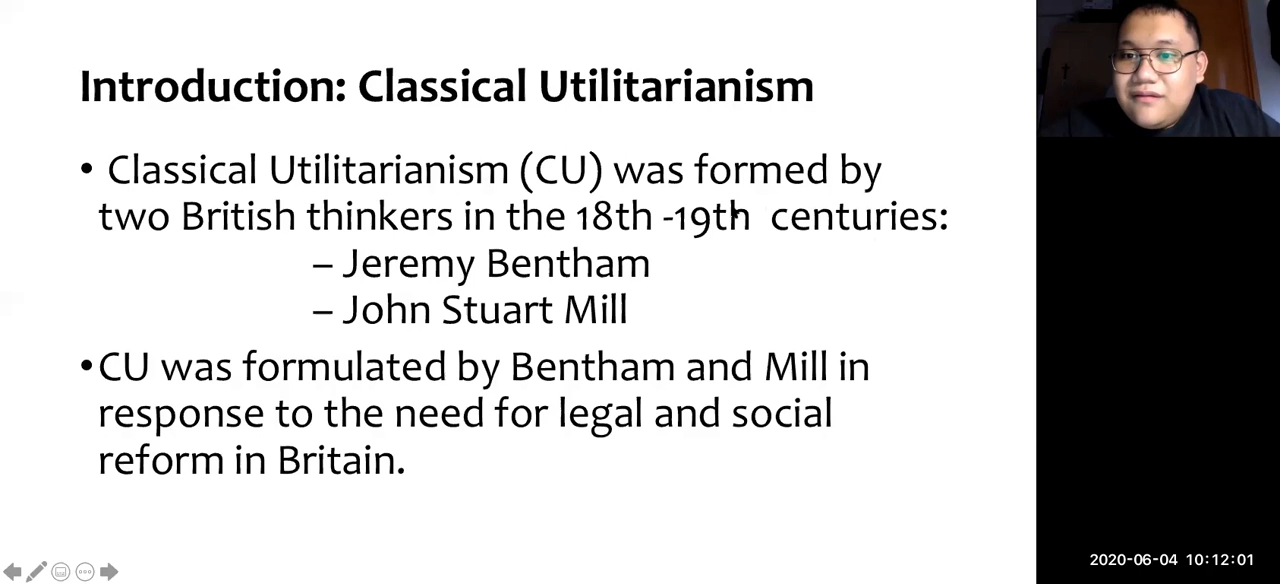 Introduction: Classical Utilitarianism
• Classical Utilitarianism (CU) was formed by
two British thinkers in the 18th -19th centuries:
– Jeremy Bentham
– John Stuart Mill
• CU was formulated by Bentham and Mill in
response to the need for legal and social
reform in Britain.
2020-06-04 10:12:01